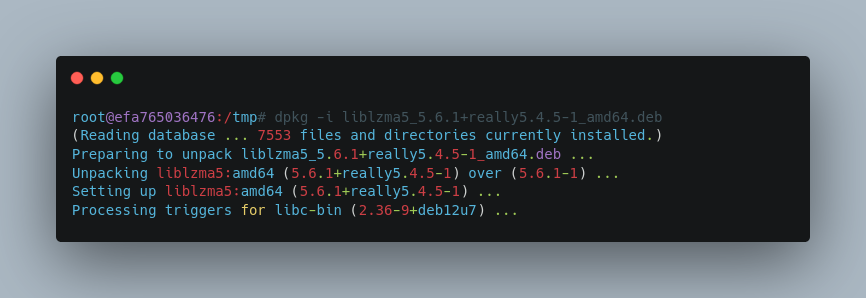 root@efa765036476:/tmp# dpkg -i liblzma5_5.6.1+really5.4.5-1_amd64.deb
(Reading database ... 7553 files and directories currently installed.)
Preparing to unpack liblzma5_5.6.1+really5.4.5-1_amd64.deb ...
Unpacking liblzma5:amd64 (5.6.1+really5.4.5-1) over (5.6.1-1) ...
Setting up liblzma5:amd64 (5.6.1+really5.4.5-1) ...
Processing triggers for libc-bin (2.36-9+deb12u7) ...